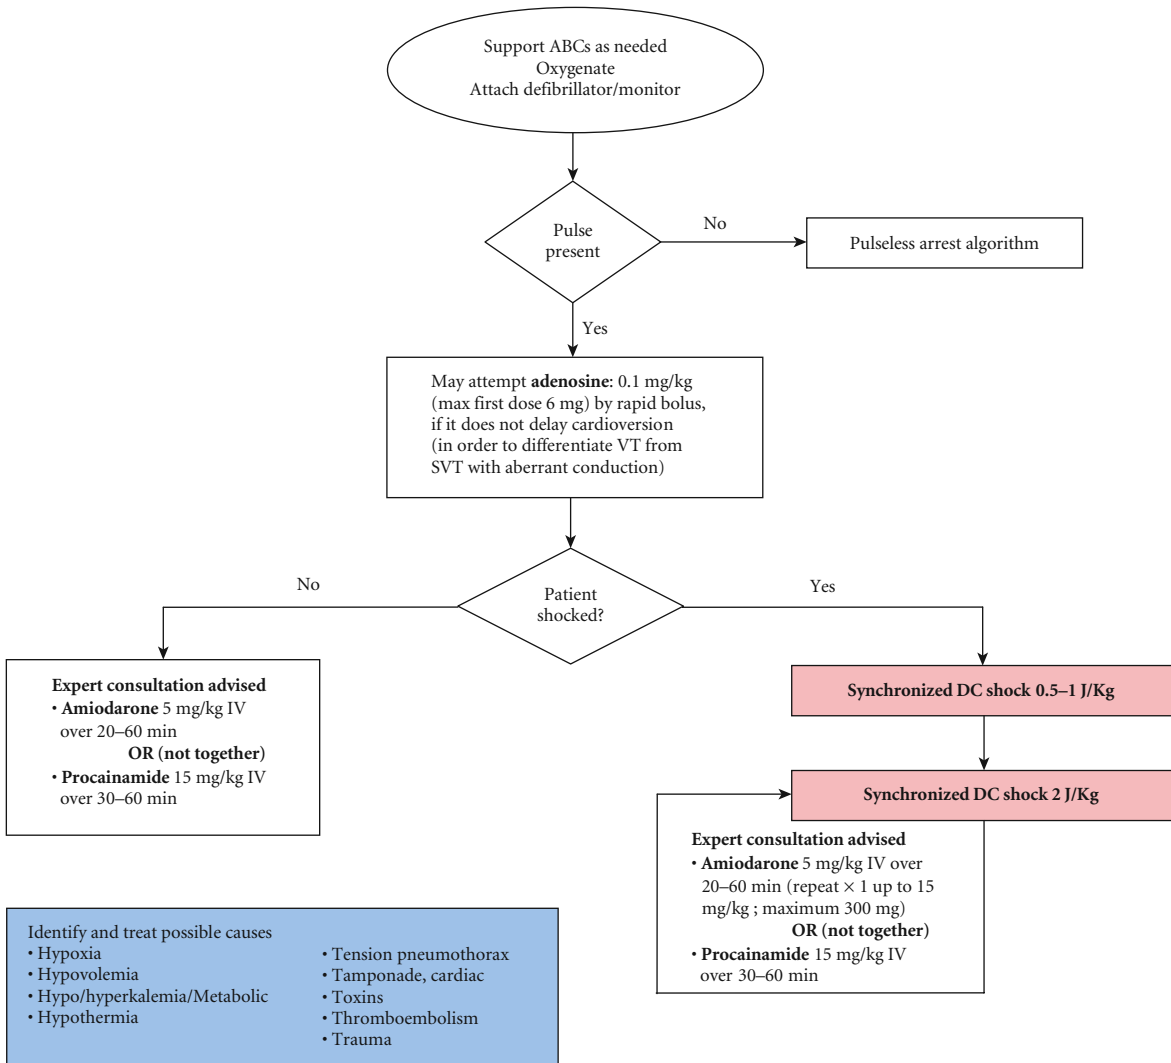 Support ABCs as needed
Oxygenate
Attach defibrillator/monitor
Pulse
present
No
Pulseless arrest algorithm
Yes
May attempt adenosine: 0.1 mg/kg
(max first dose 6 mg) by rapid bolus,
if it does not delay cardioversion
(in order to differentiate VT from
SVT with aberrant conduction)
Patient
shocked?
No
Yes
Expert consultation advised
• Amiodarone 5 mg/kg IV
over 20–60 min
OR (not together)
• Procainamide 15 mg/kg IV
over 30–60 min
Synchronized DC shock 0.5–1 J/Kg
Synchronized DC shock 2 J/Kg
Expert consultation advised
• Amiodarone 5 mg/kg IV over
20–60 min (repeat × 1 up to 15
mg/kg ; maximum 300 mg)
OR (not together)
• Procainamide 15 mg/kg IV
over 30–60 min
Identify and treat possible causes
• Hypoxia
• Hypovolemia
• Hypo/hyperkalemia/Metabolic
• Hypothermia
• Tension pneumothorax
• Tamponade, cardiac
• Toxins
• Thromboembolism
• Trauma